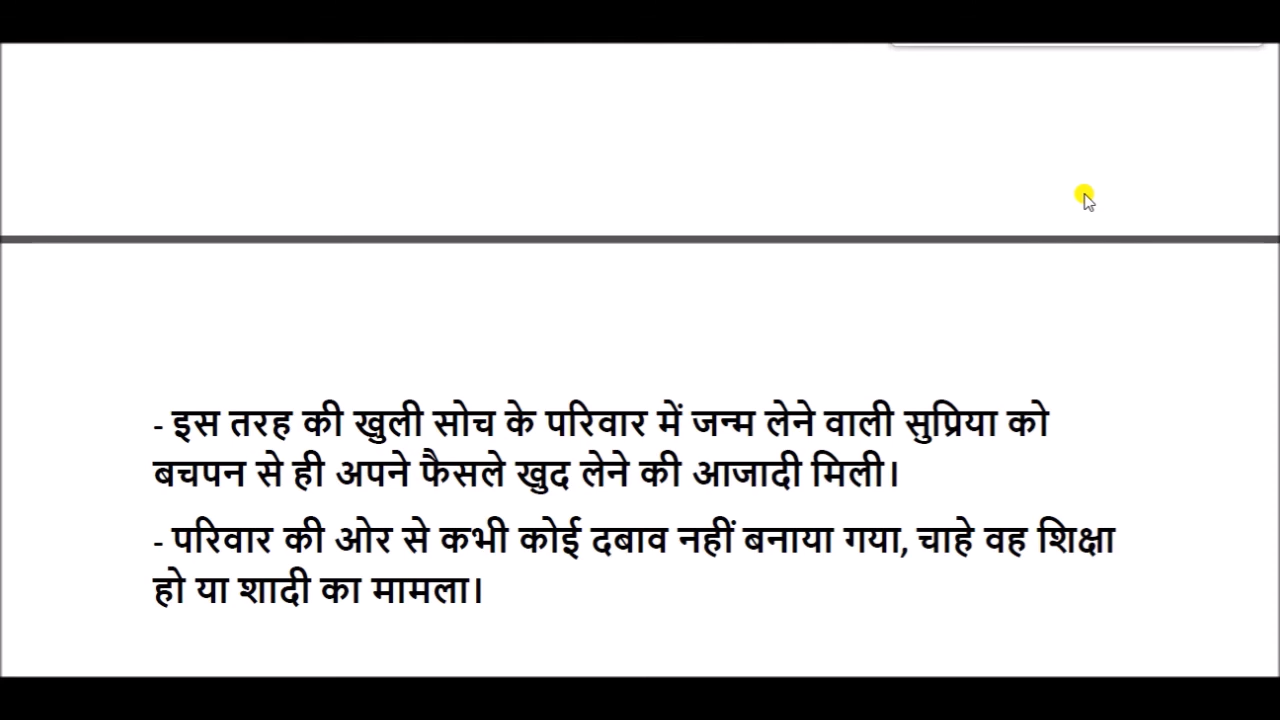 - इस तरह की खुली सोच के परिवार में जन्म लेने वाली सुप्रिया को
बचपन से ही अपने फैसले खुद लेने की आजादी मिली।
- परिवार की ओर से कभी कोई दबाव नहीं बनाया गया, चाहे वह शिक्षा
हो या शादी का मामला।